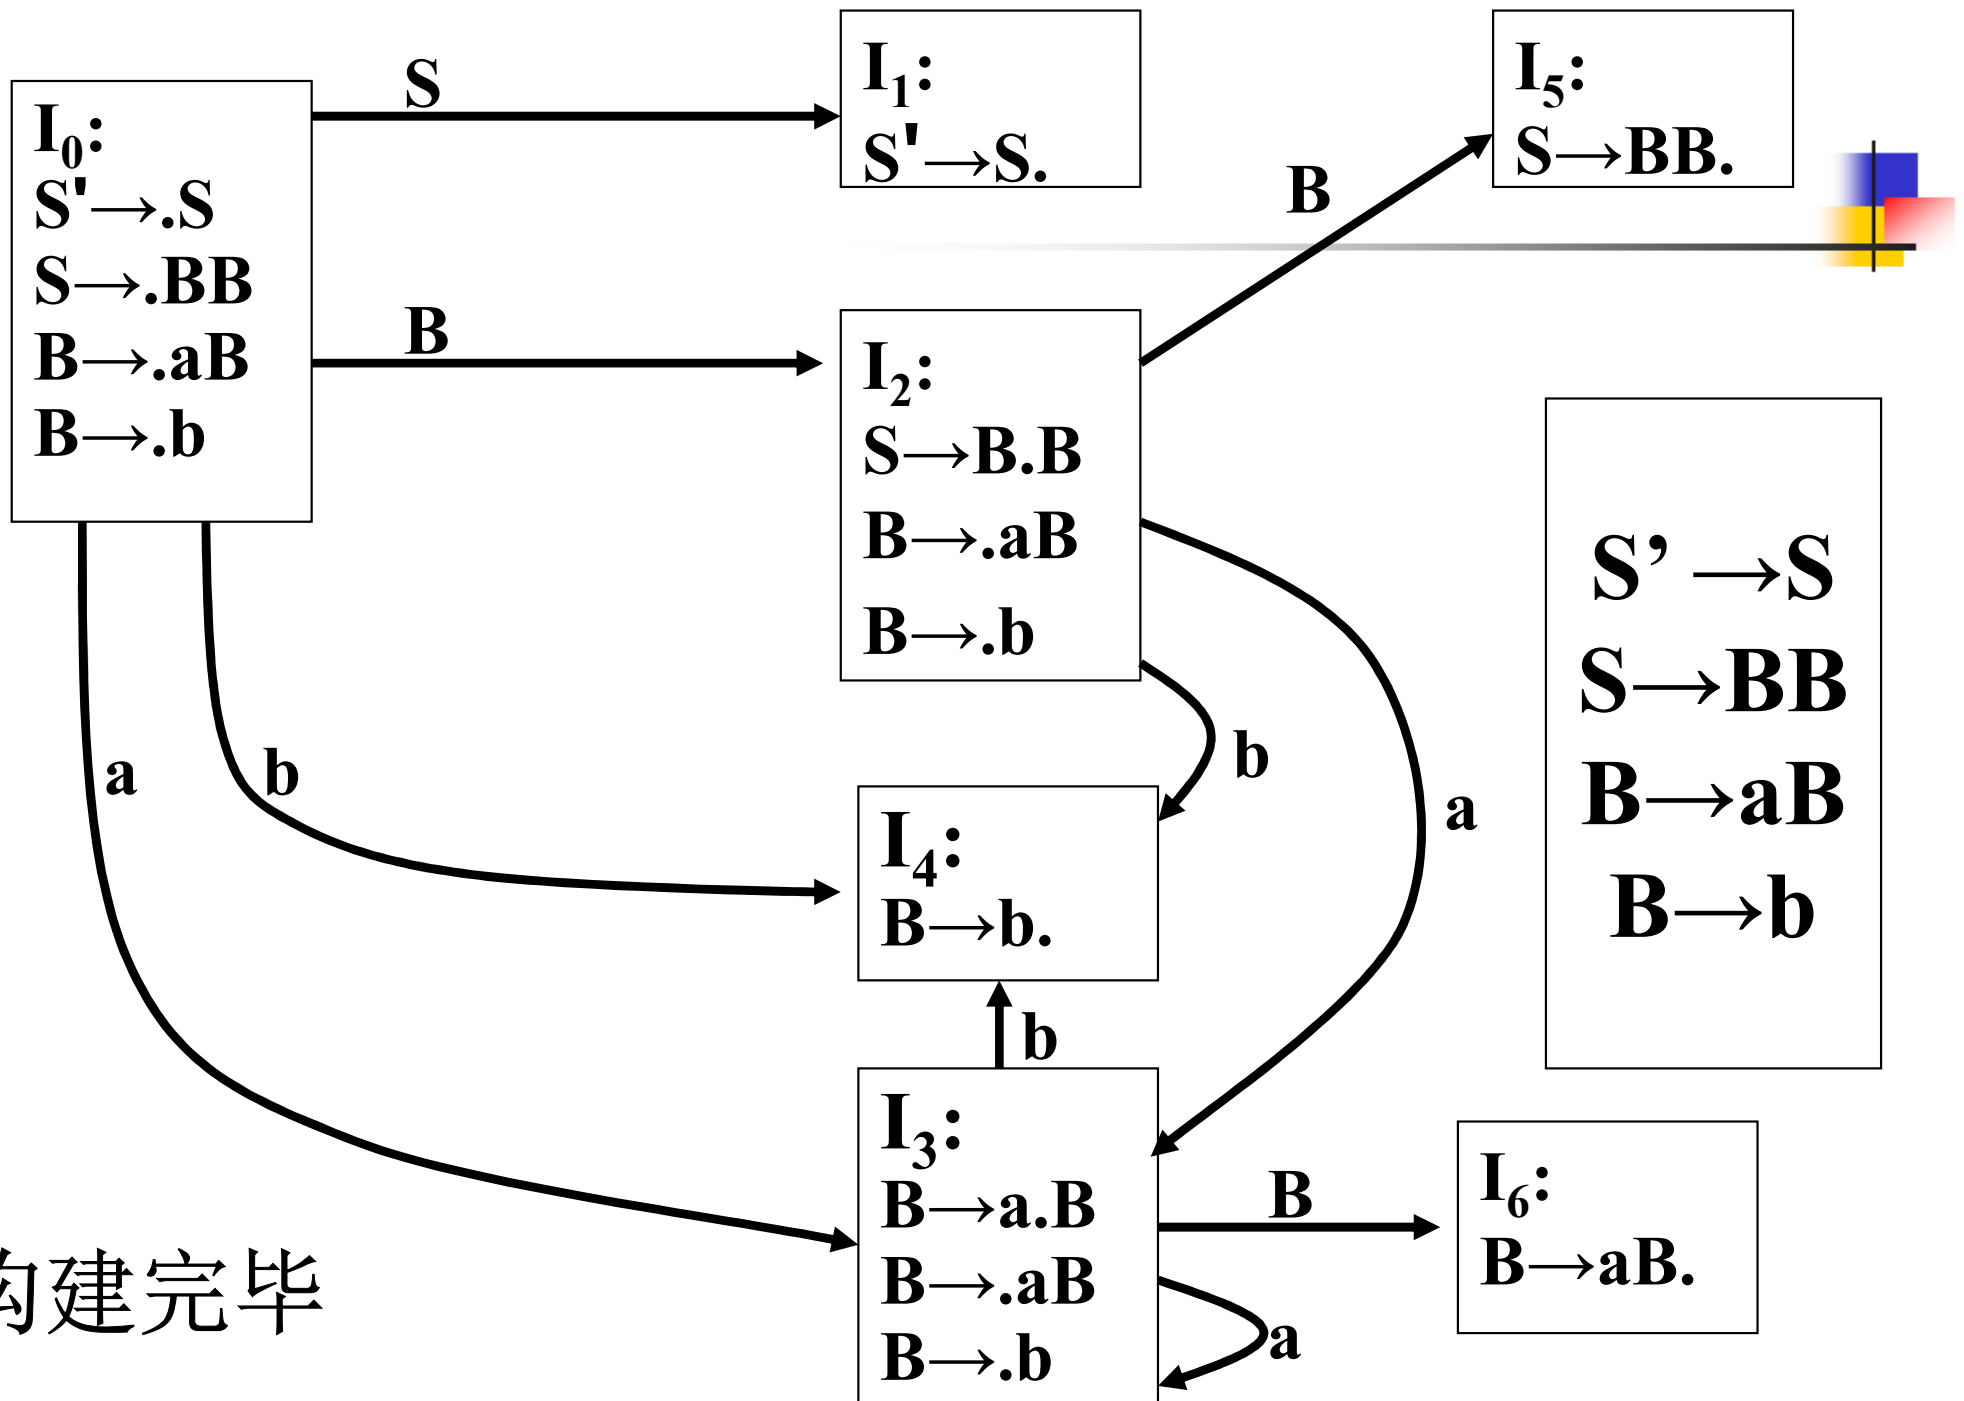 I₀:
S'→.S
S→.BB
B→.aB
B→.b
S
I₁:
S'→S.
B
I₅:
S→BB.
B
I₂:
S→B.B
B→.aB
B→.b
S’ →S
S→BB
B→aB
B→b
a
b
b
a
I₄:
B→b.
b
I₃:
B→a.B
B→.aB
B→.b
B
a
I₆:
B→aB.
建完毕